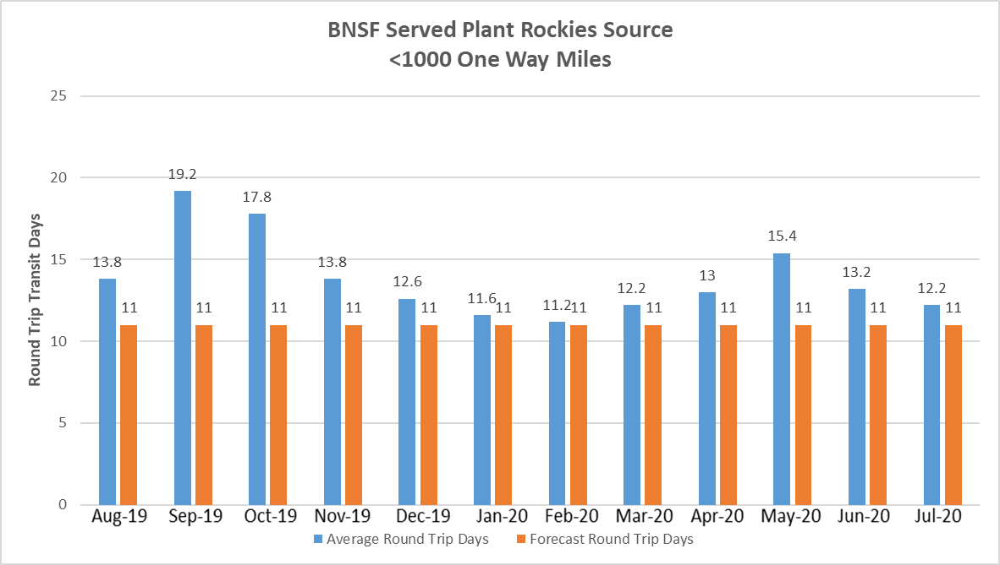 BNSF Served Plant Rockies Source
<1000 One Way Miles
25
20
15
10
5
0
Round Trip Transit Days
13.8 11 19.2 11 17.8 11 13.8 11 12.6 11 11.6 11 11.2 11 12.2 11 13 11 15.4 11 13.2 11 12.2 11
Aug-19 Sep-19 Oct-19 Nov-19 Dec-19 Jan-20 Feb-20 Mar-20 Apr-20 May-20 Jun-20 Jul-20
Average Round Trip Days Forecast Round Trip Days